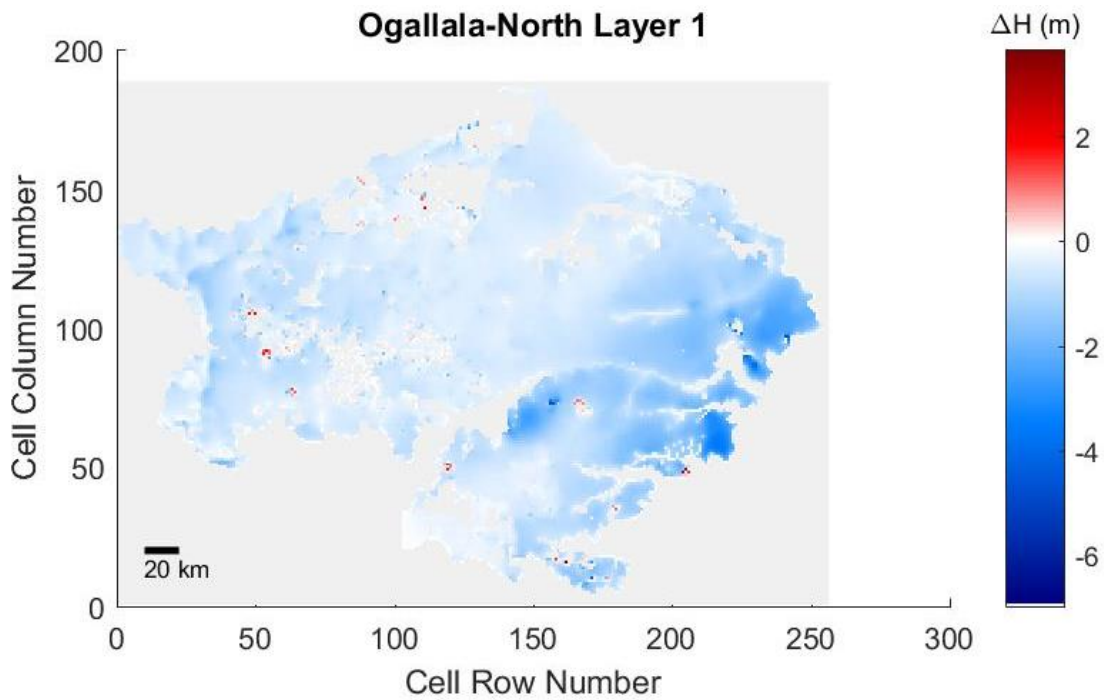 Ogallala-North Layer 1
ΔH (m)
200
150
100
50
0
Cell Column Number
20 km
0 50 100 150 200 250 300
Cell Row Number
2
0
-2
-4
-6